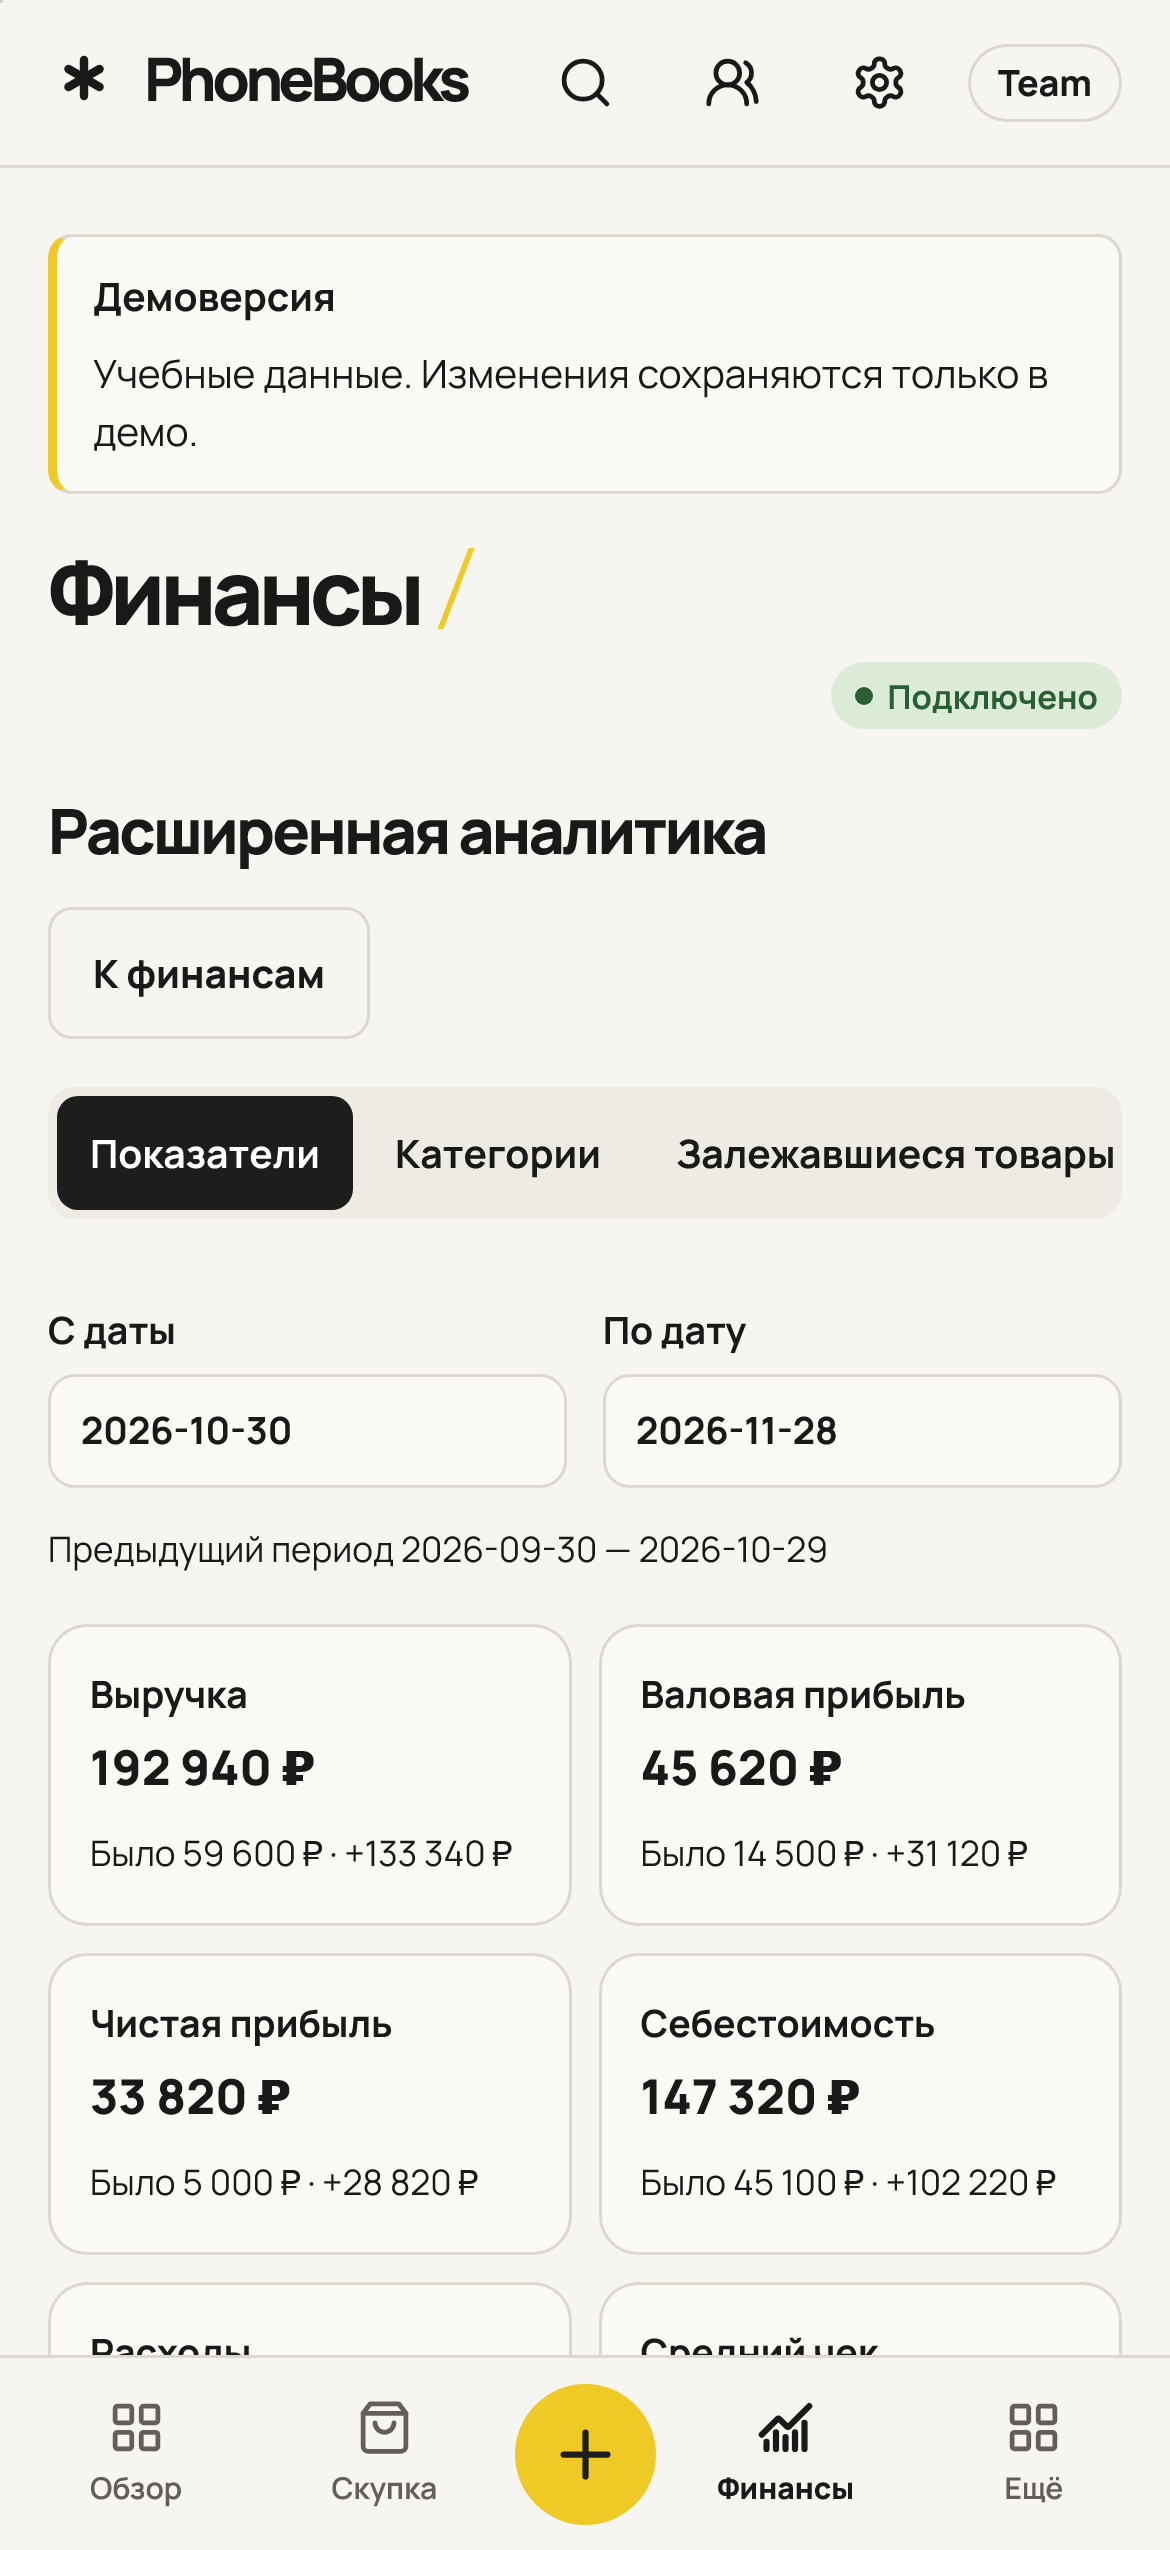 PhoneBooks
Team
Демоверсия
Учебные данные. Изменения сохраняются только в
демо.
Финансы /
Подключено
Расширенная аналитика
К финансам
Показатели Категории Залежавшиеся товары
С даты По дату
2026-10-30 2026-11-28
Предыдущий период 2026-09-30 — 2026-10-29
Выручка
192 940 ₽
Было 59 600 ₽ · +133 340 ₽
Валовая прибыль
45 620 ₽
Было 14 500 ₽ · +31 120 ₽
Чистая прибыль
33 820 ₽
Было 5 000 ₽ · +28 820 ₽
Себестоимость
147 320 ₽
Было 45 100 ₽ · +102 220 ₽
Расходы
Средний чек
Обзор Скупка Финансы Ещё